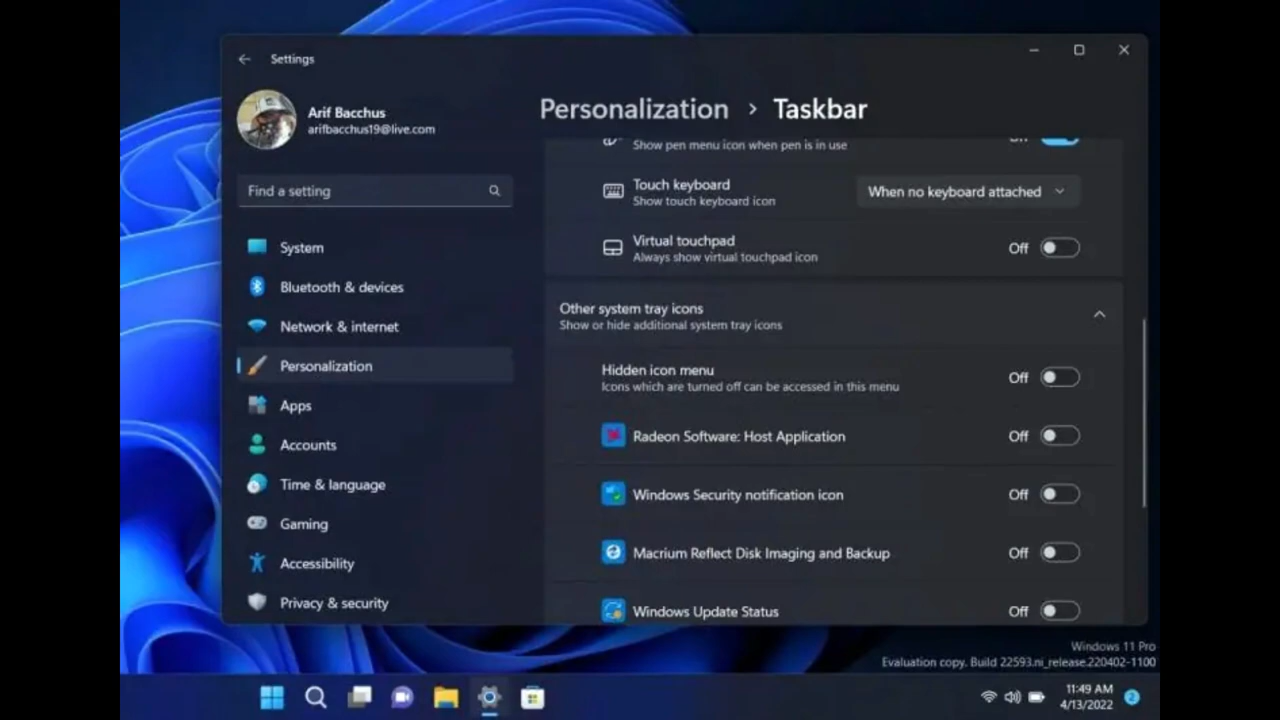 Settings
Arif Bacchus
arifbacchus19@live.com
Find a setting
System
Bluetooth & devices
Network & internet
Personalization
Apps
Accounts
Time & language
Gaming
Accessibility
Privacy & security
Personalization > Taskbar
Show pen menu icon when pen is in use
Touch keyboard
Show touch keyboard icon
When no keyboard attached
Virtual touchpad
Always show virtual touchpad icon
Off
Other system tray icons
Show or hide additional system tray icons
Hidden icon menu
Icons which are turned off can be accessed in this menu
Off
Radeon Software: Host Application
Off
Windows Security notification icon
Off
Macrium Reflect Disk Imaging and Backup
Off
Windows Update Status
Off
Windows 11 Pro
Evaluation copy. Build 22593.ni_release.220402-1100
11:49 AM
4/13/2022
2